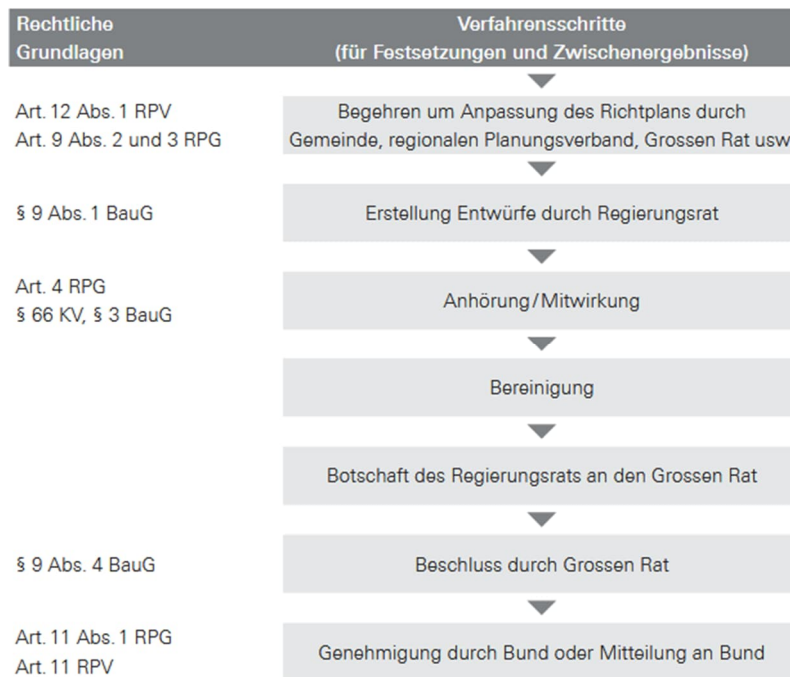 Rechtliche
Grundlagen
Verfahrensschritte
(für Festsetzungen und Zwischenergebnisse)
Art. 12 Abs. 1 RPV
Art. 9 Abs. 2 und 3 RPG
Begehren um Anpassung des Richtplans durch
Gemeinde, regionalen Planungsverband, Grossen Rat usw
§ 9 Abs. 1 BauG
Erstellung Entwürfe durch Regierungsrat
Art. 4 RPG
§ 66 KV, § 3 BauG
Anhörung/Mitwirkung
Bereinigung
Botschaft des Regierungsrats an den Grossen Rat
§ 9 Abs. 4 BauG
Beschluss durch Grossen Rat
Art. 11 Abs. 1 RPG
Art. 11 RPV
Genehmigung durch Bund oder Mitteilung an Bund